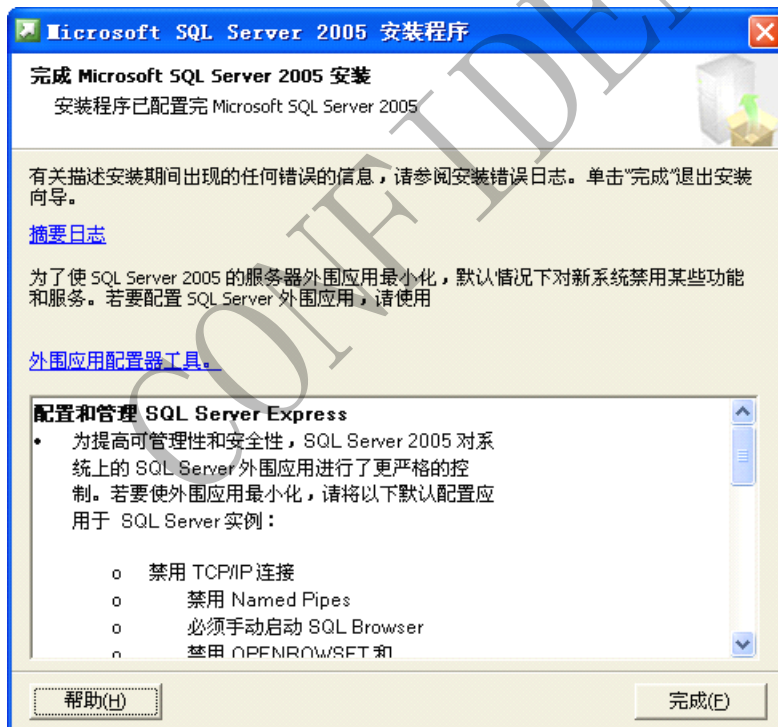 Microsoft SQL Server 2005 安装程序
完成 Microsoft SQL Server 2005 安装
安装程序已配置完 Microsoft SQL Server 2005
有关描述安装期间出现的任何错误的信息，请参阅安装错误日志。单击“完成”退出安装
向导。
摘要日志
为了使 SQL Server 2005 的服务器外围应用最小化，默认情况下对新系统禁用某些功能
和服务。若要配置 SQL Server 外围应用，请使用
外围应用配置器工具。
配置和管理 SQL Server Express
• 为提高可管理性和安全性，SQL Server 2005 对系
统上的 SQL Server 外围应用进行了更严格的控
制。若要使外围应用最小化，请将以下默认配置应
用于 SQL Server 实例：
o 禁用 TCP/IP 连接
o 禁用 Named Pipes
o 必须手动启动 SQL Browser
o 禁用 OPENROWSET 和
帮助(H)
完成(F)